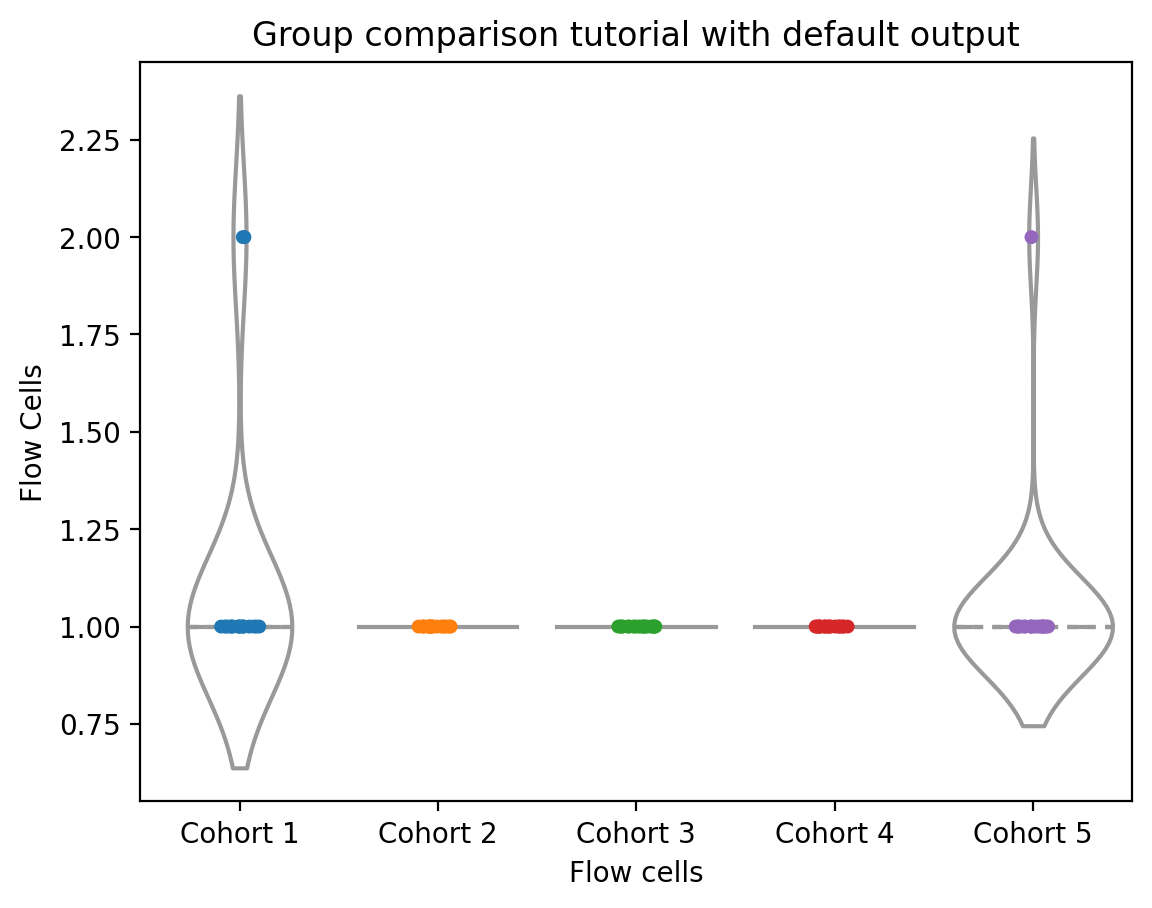 Group comparison tutorial with default output
Flow Cells
2.25
2.00
1.75
1.50
1.25
1.00
0.75
Cohort 1 Cohort 2 Cohort 3 Cohort 4 Cohort 5
Flow cells